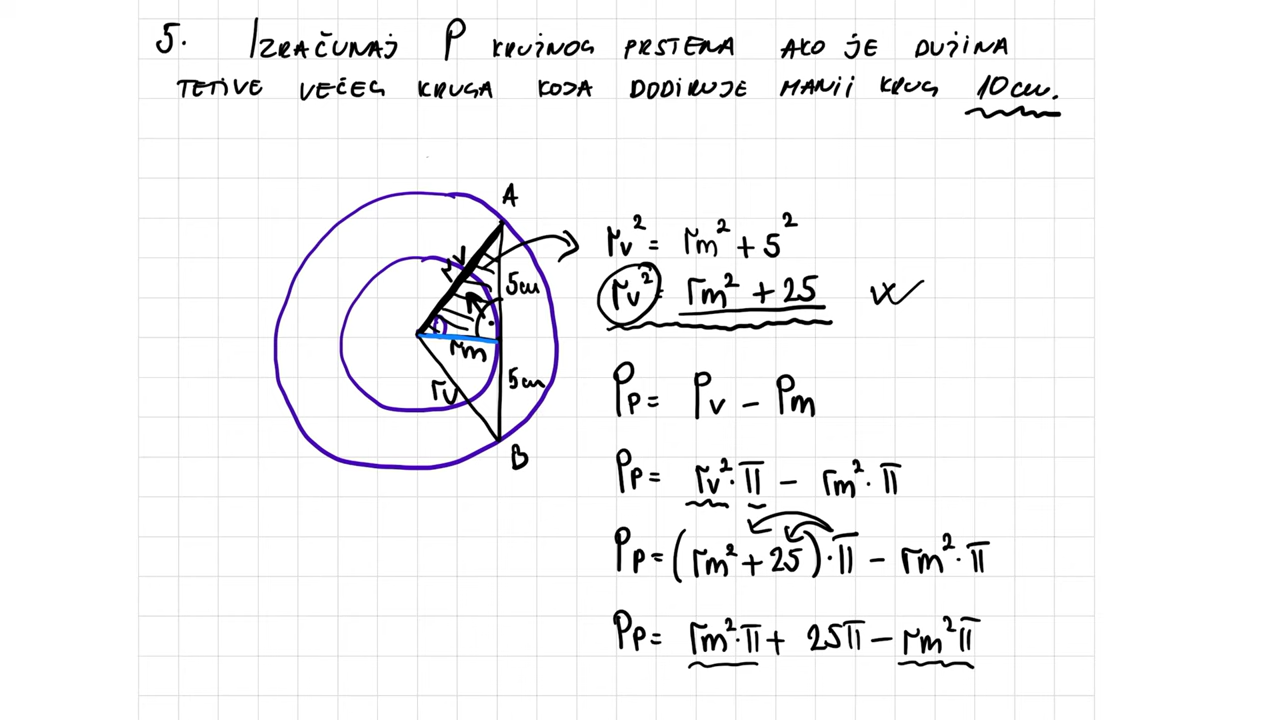 5. IZRAČUNAJ P KRUŽNOG PRSTENA AKO JE DUŽINA
TETIVE VEĆEG KRUGA KOJA DODIRUJE MANJI KRUG 10cm.
A
rv
5cm
rm
5cm
rv
B
rv² = rm² + 5²
rv² = rm² + 25
Pp = Pv - Pm
Pp = rv² · π - rm² · π
Pp = (rm² + 25) · π - rm² · π
Pp = rm² · π + 25π - rm²π